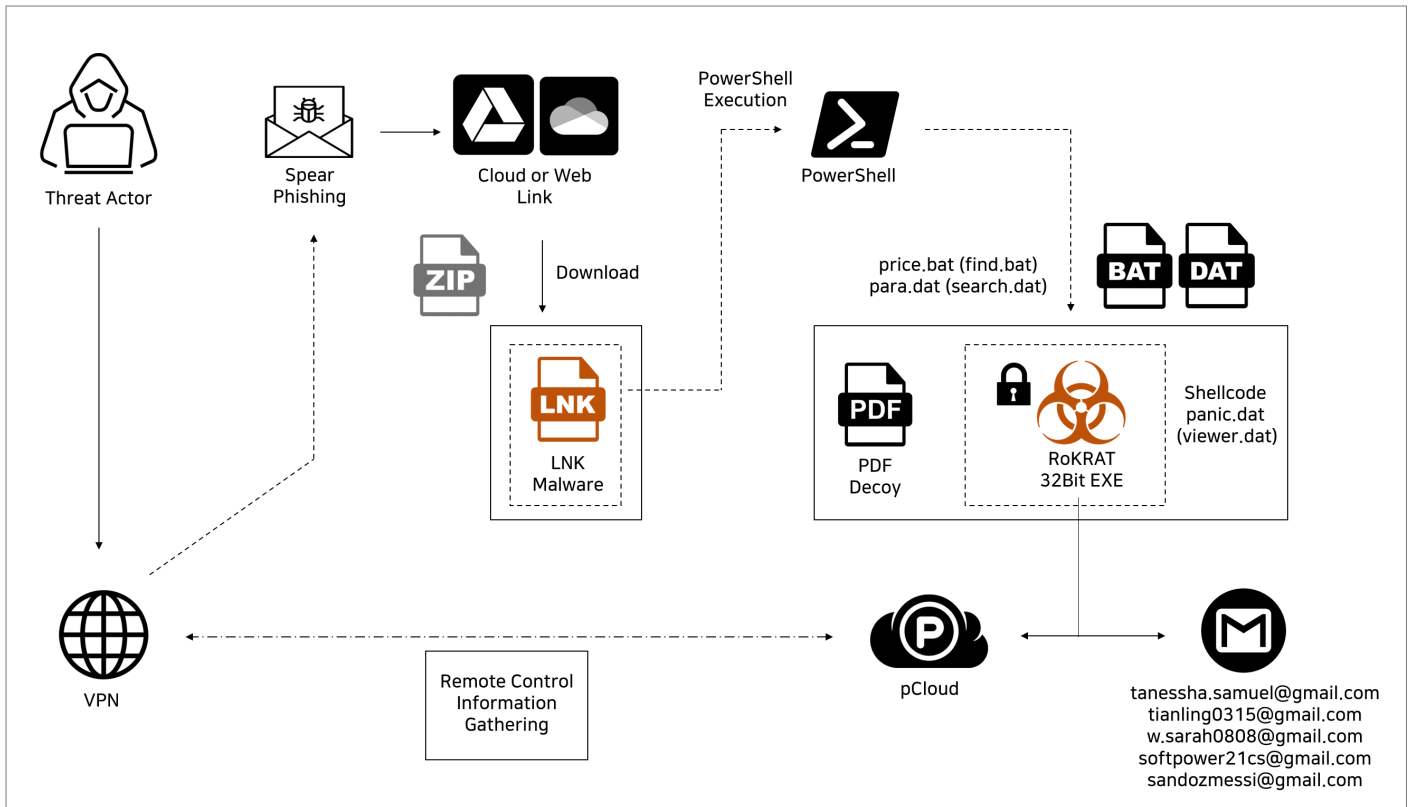 Threat Actor
Spear
Phishing
Cloud or Web
Link
PowerShell
Execution
PowerShell
ZIP
Download
price.bat (find.bat)
para.dat (search.dat)
BAT
DAT
LNK
LNK
Malware
PDF
PDF
Decoy
RoKRAT
32Bit EXE
Shellcode
panic.dat
(viewer.dat)
VPN
Remote Control
Information
Gathering
P
pCloud
tanessha.samuel@gmail.com
tianling0315@gmail.com
w.sarah0808@gmail.com
softpower21cs@gmail.com
sandozmessi@gmail.com